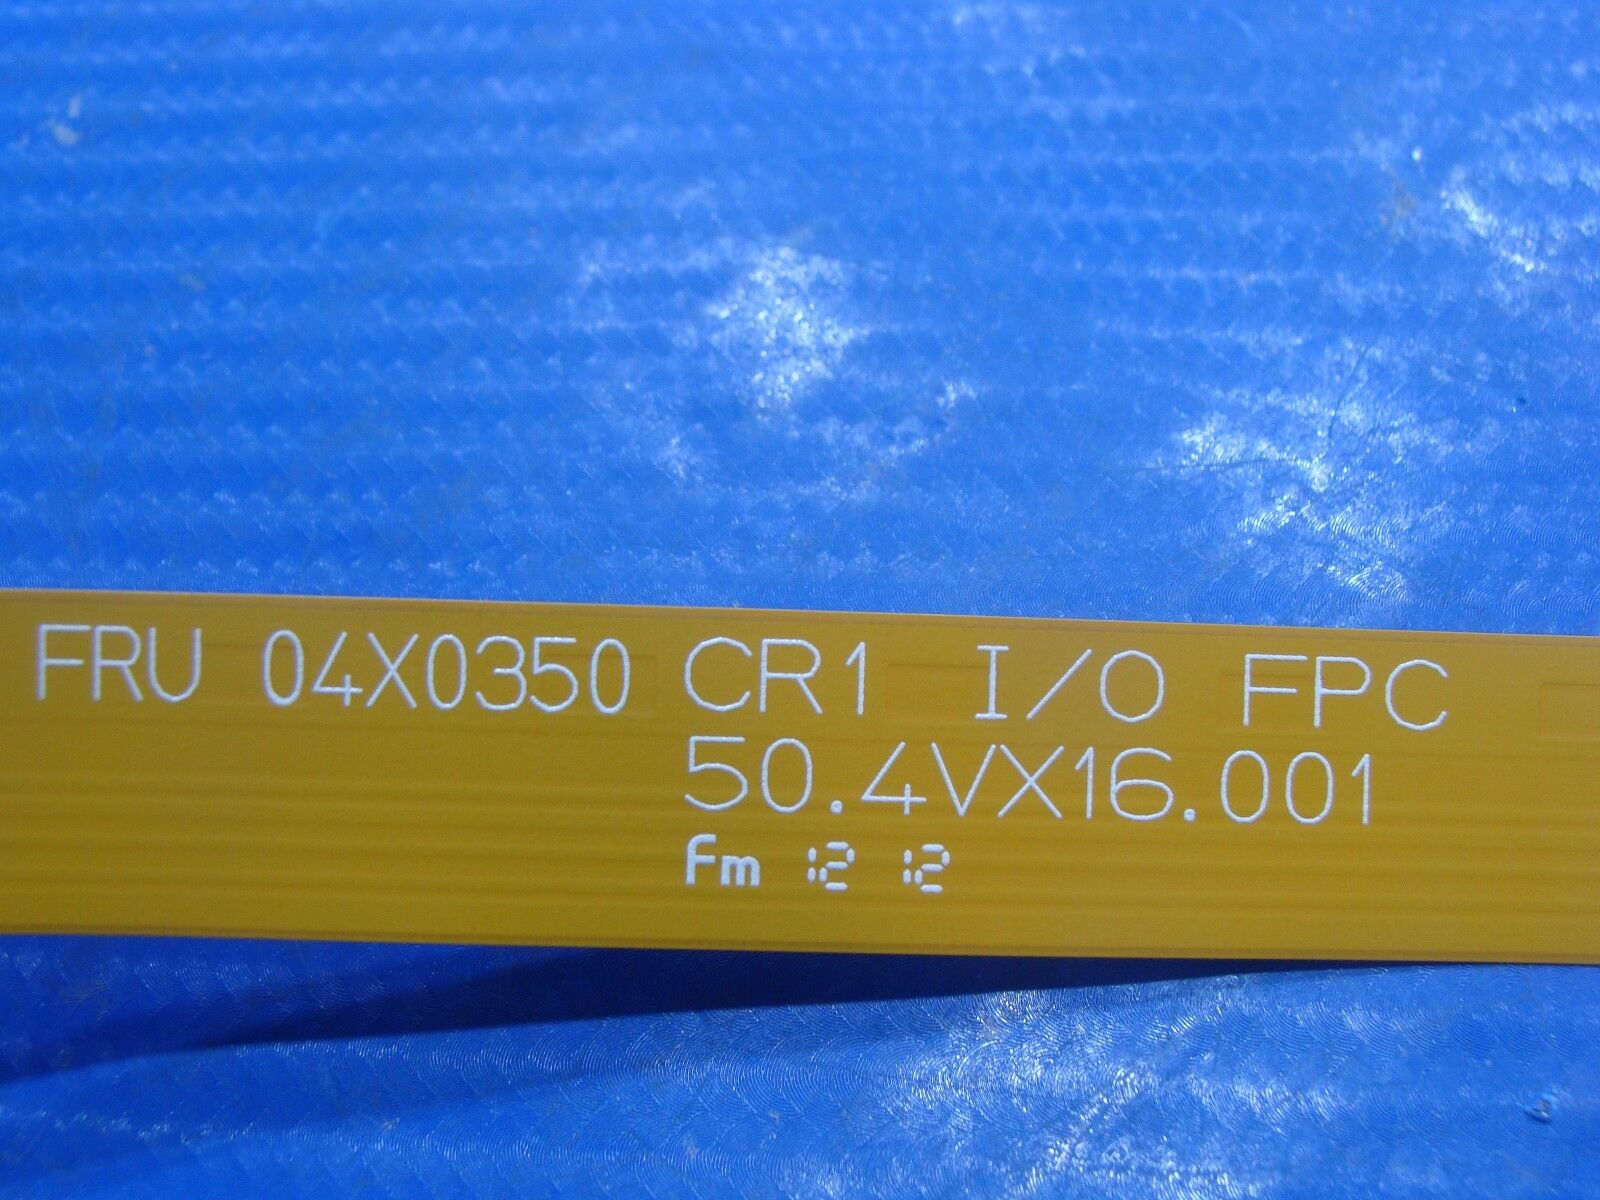 FRU 04X0350 CR1 I/O FPC
50.4VX16.001
Fm 12 12